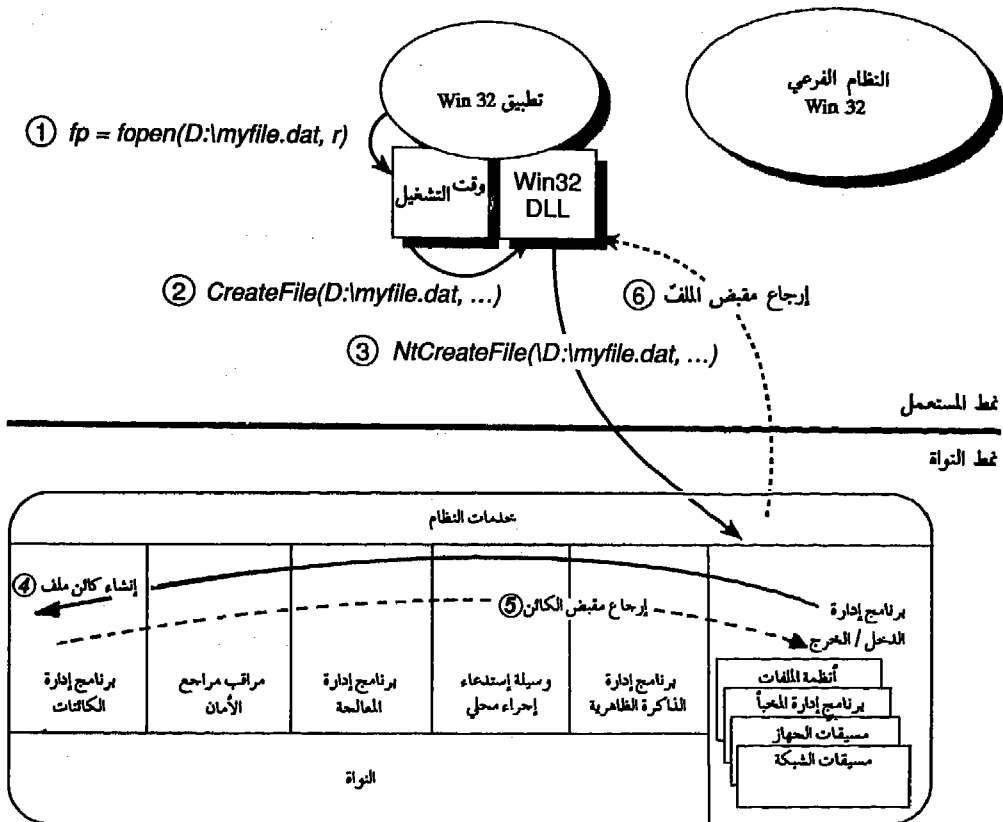 تطبيق Win 32
النظام الفرعي
Win 32
① fp = fopen(D:\myfile.dat, r)
وقت التشغيل
Win32
DLL
② CreateFile(D:\myfile.dat, ...)
⑥ إرجاع مقبض الملفّ
③ NtCreateFile(\D:\myfile.dat, ...)
نمط المستعمل
نمط النواة
خدمات النظام
④ إنشاء كائن ملف
⑤ إرجاع مقبض الكائن
برنامج إدارة
الدخل / الخرج
أنظمة الملفات
برنامج إدارة المخبأ
مسيقات الجهاز
مسيقات الشبكة
برنامج إدارة
الذاكرة الظاهرية
وسيلة إستدعاء
إجراء محلي
برنامج إدارة
المعالجة
مراقب مراجع
الأمان
برنامج إدارة
الكائنات
النواة